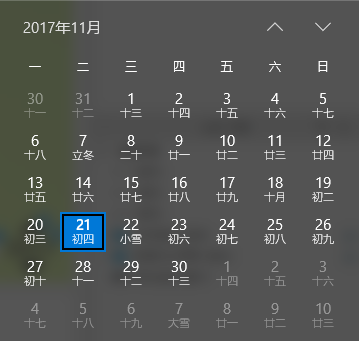 2017年11月
一 二 三 四 五 六 日
30 31 1 2 3 4 5
十一 十二 十三 十四 十五 十六 十七
6 7 8 9 10 11 12
十八 立冬 二十 廿一 廿二 廿三 廿四
13 14 15 16 17 18 19
廿五 廿六 廿七 廿八 廿九 十月 初二
20 21 22 23 24 25 26
初三 初四 小雪 初六 初七 初八 初九
27 28 29 30 1 2 3
初十 十一 十二 十三 十四 十五 十六
4 5 6 7 8 9 10
十七 十八 十九 大雪 廿一 廿二 廿三